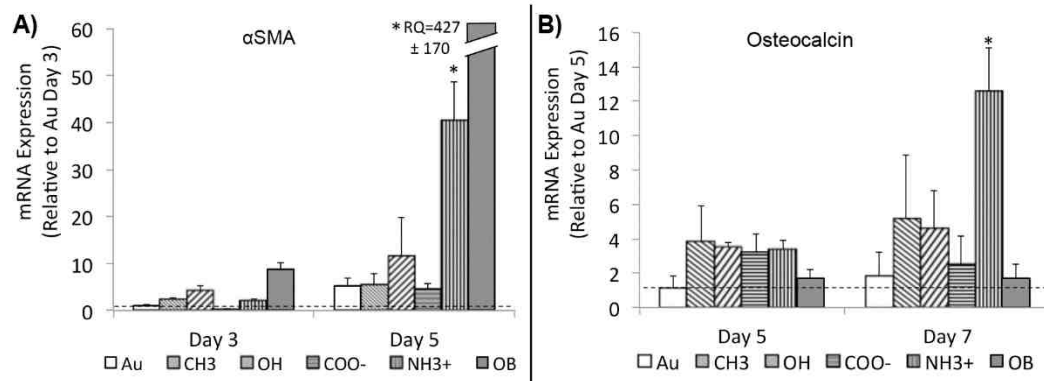 A)
αSMA
* RQ=427
± 170
*
mRNA Expression
(Relative to Au Day 3)
60
50
40
30
20
10
0
Day 3
Day 5
Au
CH3
OH
COO-
NH3+
OB
B)
Osteocalcin
*
mRNA Expression
(Relative to Au Day 5)
16
14
12
10
8
6
4
2
0
Day 5
Day 7
Au
CH3
OH
COO-
NH3+
OB